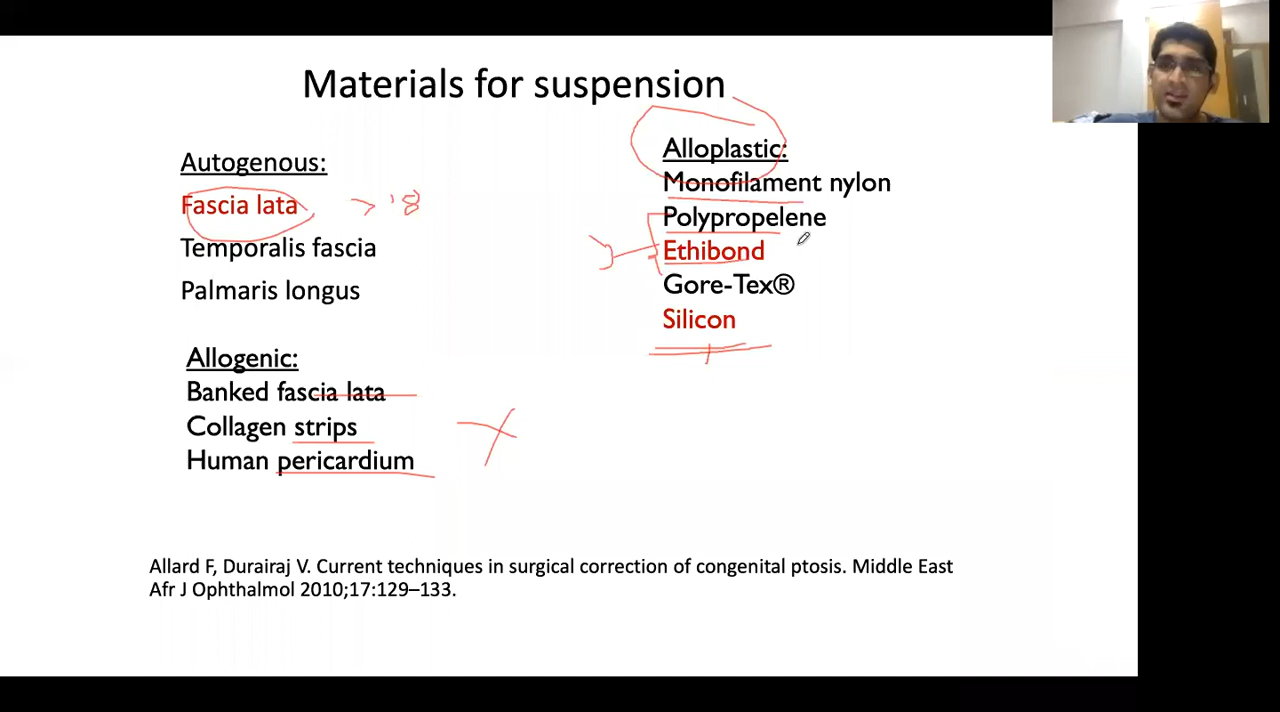 Materials for suspension
Autogenous:
Fascia lata
Temporalis fascia
Palmaris longus
Allogenic:
Banked fascia lata
Collagen strips
Human pericardium
Alloplastic:
Monofilament nylon
Polypropelene
Ethibond
Gore-Tex®
Silicon
Allard F, Durairaj V. Current techniques in surgical correction of congenital ptosis. Middle East
Afr J Ophthalmol 2010;17:129–133.